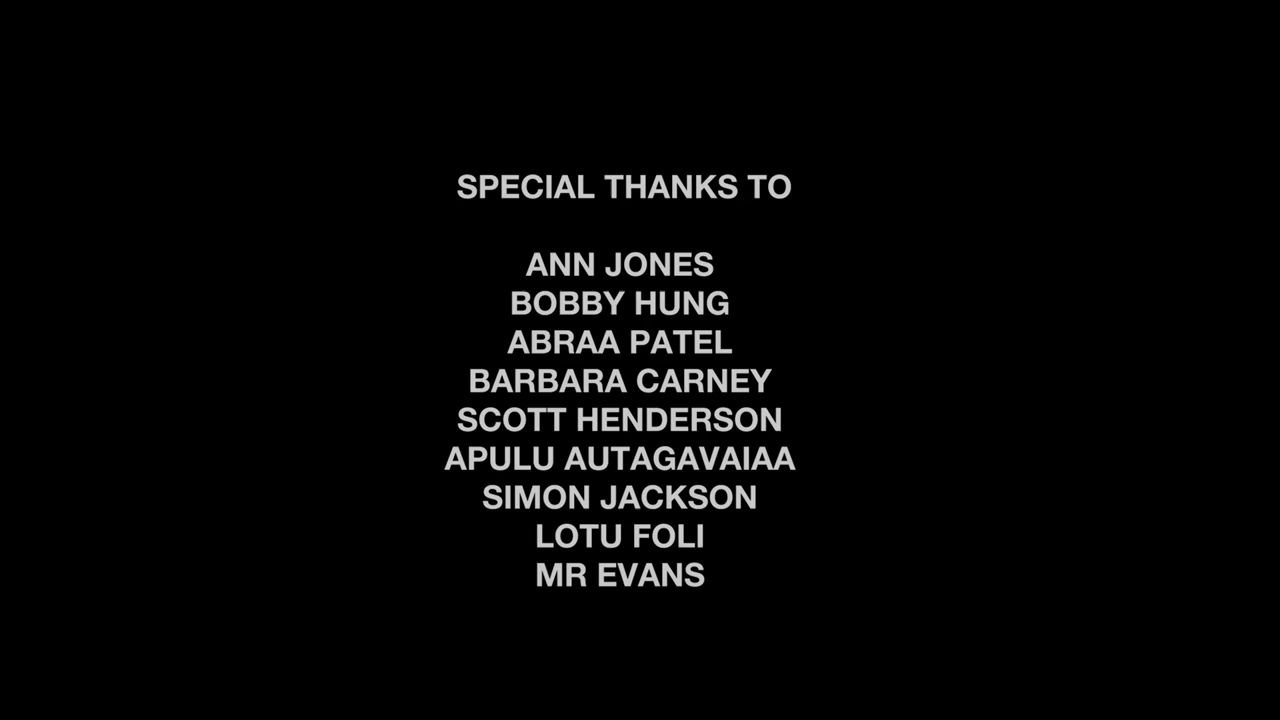 SPECIAL THANKS TO
ANN JONES
BOBBY HUNG
ABRAA PATEL
BARBARA CARNEY
SCOTT HENDERSON
APULU AUTAGAVAIAA
SIMON JACKSON
LOTU FOLI
MR EVANS